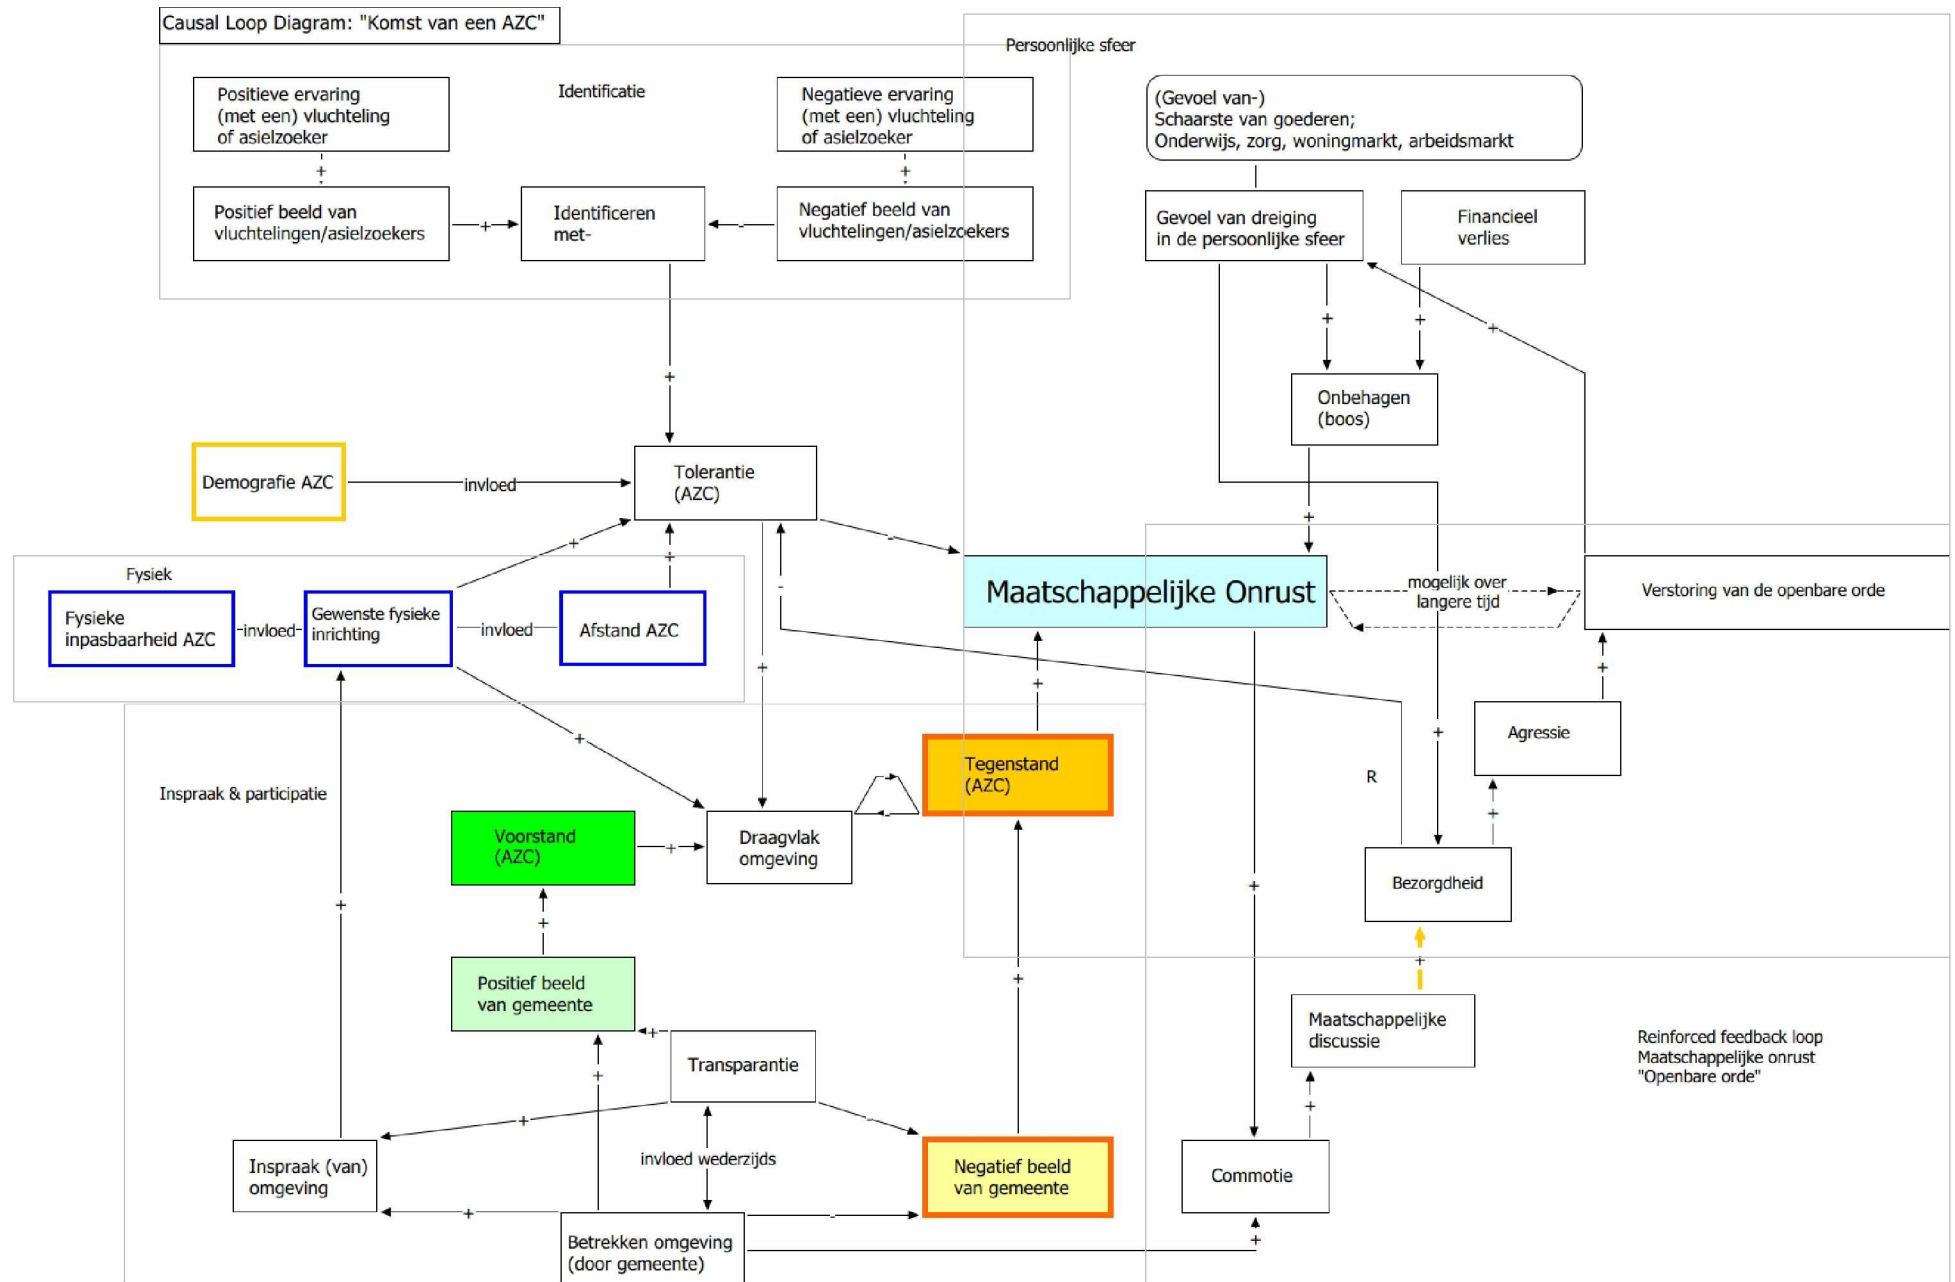 Causal Loop Diagram: "Komst van een AZC"
Persoonlijke sfeer
Identificatie
Positieve ervaring
(met een) vluchteling
of asielzoeker
Negatieve ervaring
(met een) vluchteling
of asielzoeker
(Gevoel van-)
Schaarste van goederen;
Onderwijs, zorg, woningmarkt, arbeidsmarkt
+
+
Positief beeld van
vluchtelingen/asielzoekers
+
Identificeren
met-
-
Negatief beeld van
vluchtelingen/asielzoekers
Gevoel van dreiging
in de persoonlijke sfeer
Financieel
verlies
+
+
+
+
Onbehagen
(boos)
Demografie AZC
invloed
Tolerantie
(AZC)
+
-
+
+
Fysiek
Fysieke
inpasbaarheid AZC
invloed
Gewenste fysieke
inrichting
invloed
Afstand AZC
-
Maatschappelijke Onrust
mogelijk over
langere tijd
Verstoring van de openbare orde
+
+
+
+
+
Agressie
Inspraak & participatie
Tegenstand
(AZC)
R
-
-
+
Voorstand
(AZC)
+
Draagvlak
omgeving
Bezorgdheid
+
+
+
+
+
Positief beeld
van gemeente
Maatschappelijke
discussie
Reinforced feedback loop
Maatschappelijke onrust
"Openbare orde"
+
Transparantie
+
+
+
-
invloed wederzijds
Inspraak (van)
omgeving
Negatief beeld
van gemeente
Commotie
+
-
+
Betrekken omgeving
(door gemeente)